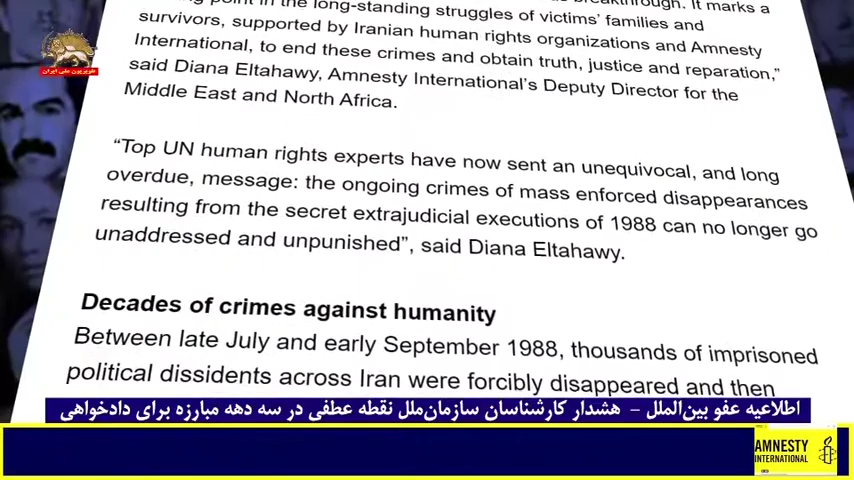 breakthrough. It marks a
point in the long-standing struggles of victims' families and
survivors, supported by Iranian human rights organizations and Amnesty
International, to end these crimes and obtain truth, justice and reparation,”
said Diana Eltahawy, Amnesty International's Deputy Director for the
Middle East and North Africa.
“Top UN human rights experts have now sent an unequivocal, and long
overdue, message: the ongoing crimes of mass enforced disappearances
resulting from the secret extrajudicial executions of 1988 can no longer go
unaddressed and unpunished”, said Diana Eltahawy.
Decades of crimes against humanity
Between late July and early September 1988, thousands of imprisoned
political dissidents across Iran were forcibly disappeared and then
سیمای آزادی
تلویزیون ملی ایران
اطلاعیه عفو بین‌الملل - هشدار کارشناسان سازمان‌ملل نقطه عطفی در سه دهه مبارزه برای دادخواهی
AMNESTY
INTERNATIONAL